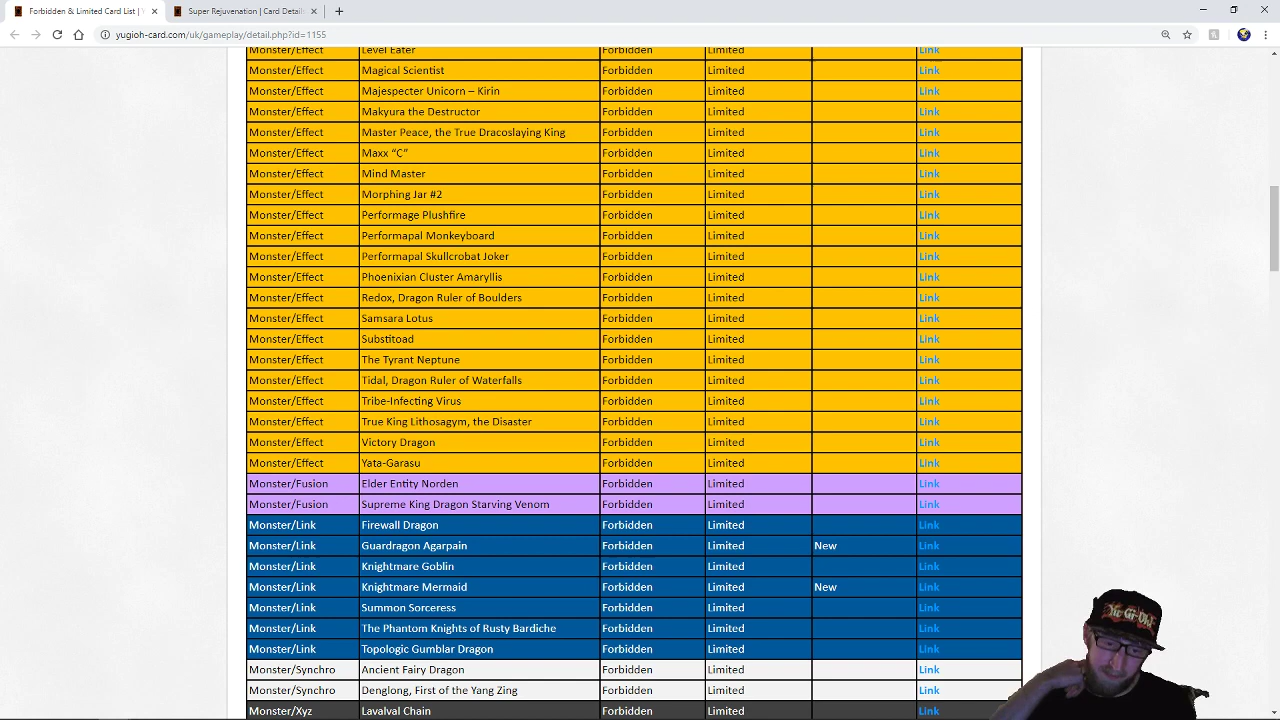 Forbidden & Limited Card List | Y
Super Rejuvenation | Card Details
yugioh-card.com/uk/gameplay/detail.php?id=1155
Monster/Effect Level Eater Forbidden Limited Link
Monster/Effect Magical Scientist Forbidden Limited Link
Monster/Effect Majespecter Unicorn – Kirin Forbidden Limited Link
Monster/Effect Makyura the Destructor Forbidden Limited Link
Monster/Effect Master Peace, the True Dracoslaying King Forbidden Limited Link
Monster/Effect Maxx “C” Forbidden Limited Link
Monster/Effect Mind Master Forbidden Limited Link
Monster/Effect Morphing Jar #2 Forbidden Limited Link
Monster/Effect Performage Plushfire Forbidden Limited Link
Monster/Effect Performapal Monkeyboard Forbidden Limited Link
Monster/Effect Performapal Skullcrobat Joker Forbidden Limited Link
Monster/Effect Phoenixian Cluster Amaryllis Forbidden Limited Link
Monster/Effect Redox, Dragon Ruler of Boulders Forbidden Limited Link
Monster/Effect Samsara Lotus Forbidden Limited Link
Monster/Effect Substitoad Forbidden Limited Link
Monster/Effect The Tyrant Neptune Forbidden Limited Link
Monster/Effect Tidal, Dragon Ruler of Waterfalls Forbidden Limited Link
Monster/Effect Tribe-Infecting Virus Forbidden Limited Link
Monster/Effect True King Lithosagym, the Disaster Forbidden Limited Link
Monster/Effect Victory Dragon Forbidden Limited Link
Monster/Effect Yata-Garasu Forbidden Limited Link
Monster/Fusion Elder Entity Norden Forbidden Limited Link
Monster/Fusion Supreme King Dragon Starving Venom Forbidden Limited Link
Monster/Link Firewall Dragon Forbidden Limited Link
Monster/Link Guardragon Agarpain Forbidden Limited New Link
Monster/Link Knightmare Goblin Forbidden Limited Link
Monster/Link Knightmare Mermaid Forbidden Limited New Link
Monster/Link Summon Sorceress Forbidden Limited Link
Monster/Link The Phantom Knights of Rusty Bardiche Forbidden Limited Link
Monster/Link Topologic Gumblar Dragon Forbidden Limited Link
Monster/Synchro Ancient Fairy Dragon Forbidden Limited Link
Monster/Synchro Denglong, First of the Yang Zing Forbidden Limited Link
Monster/Xyz Lavalval Chain Forbidden Limited Link
Yu-Gi-Oh!